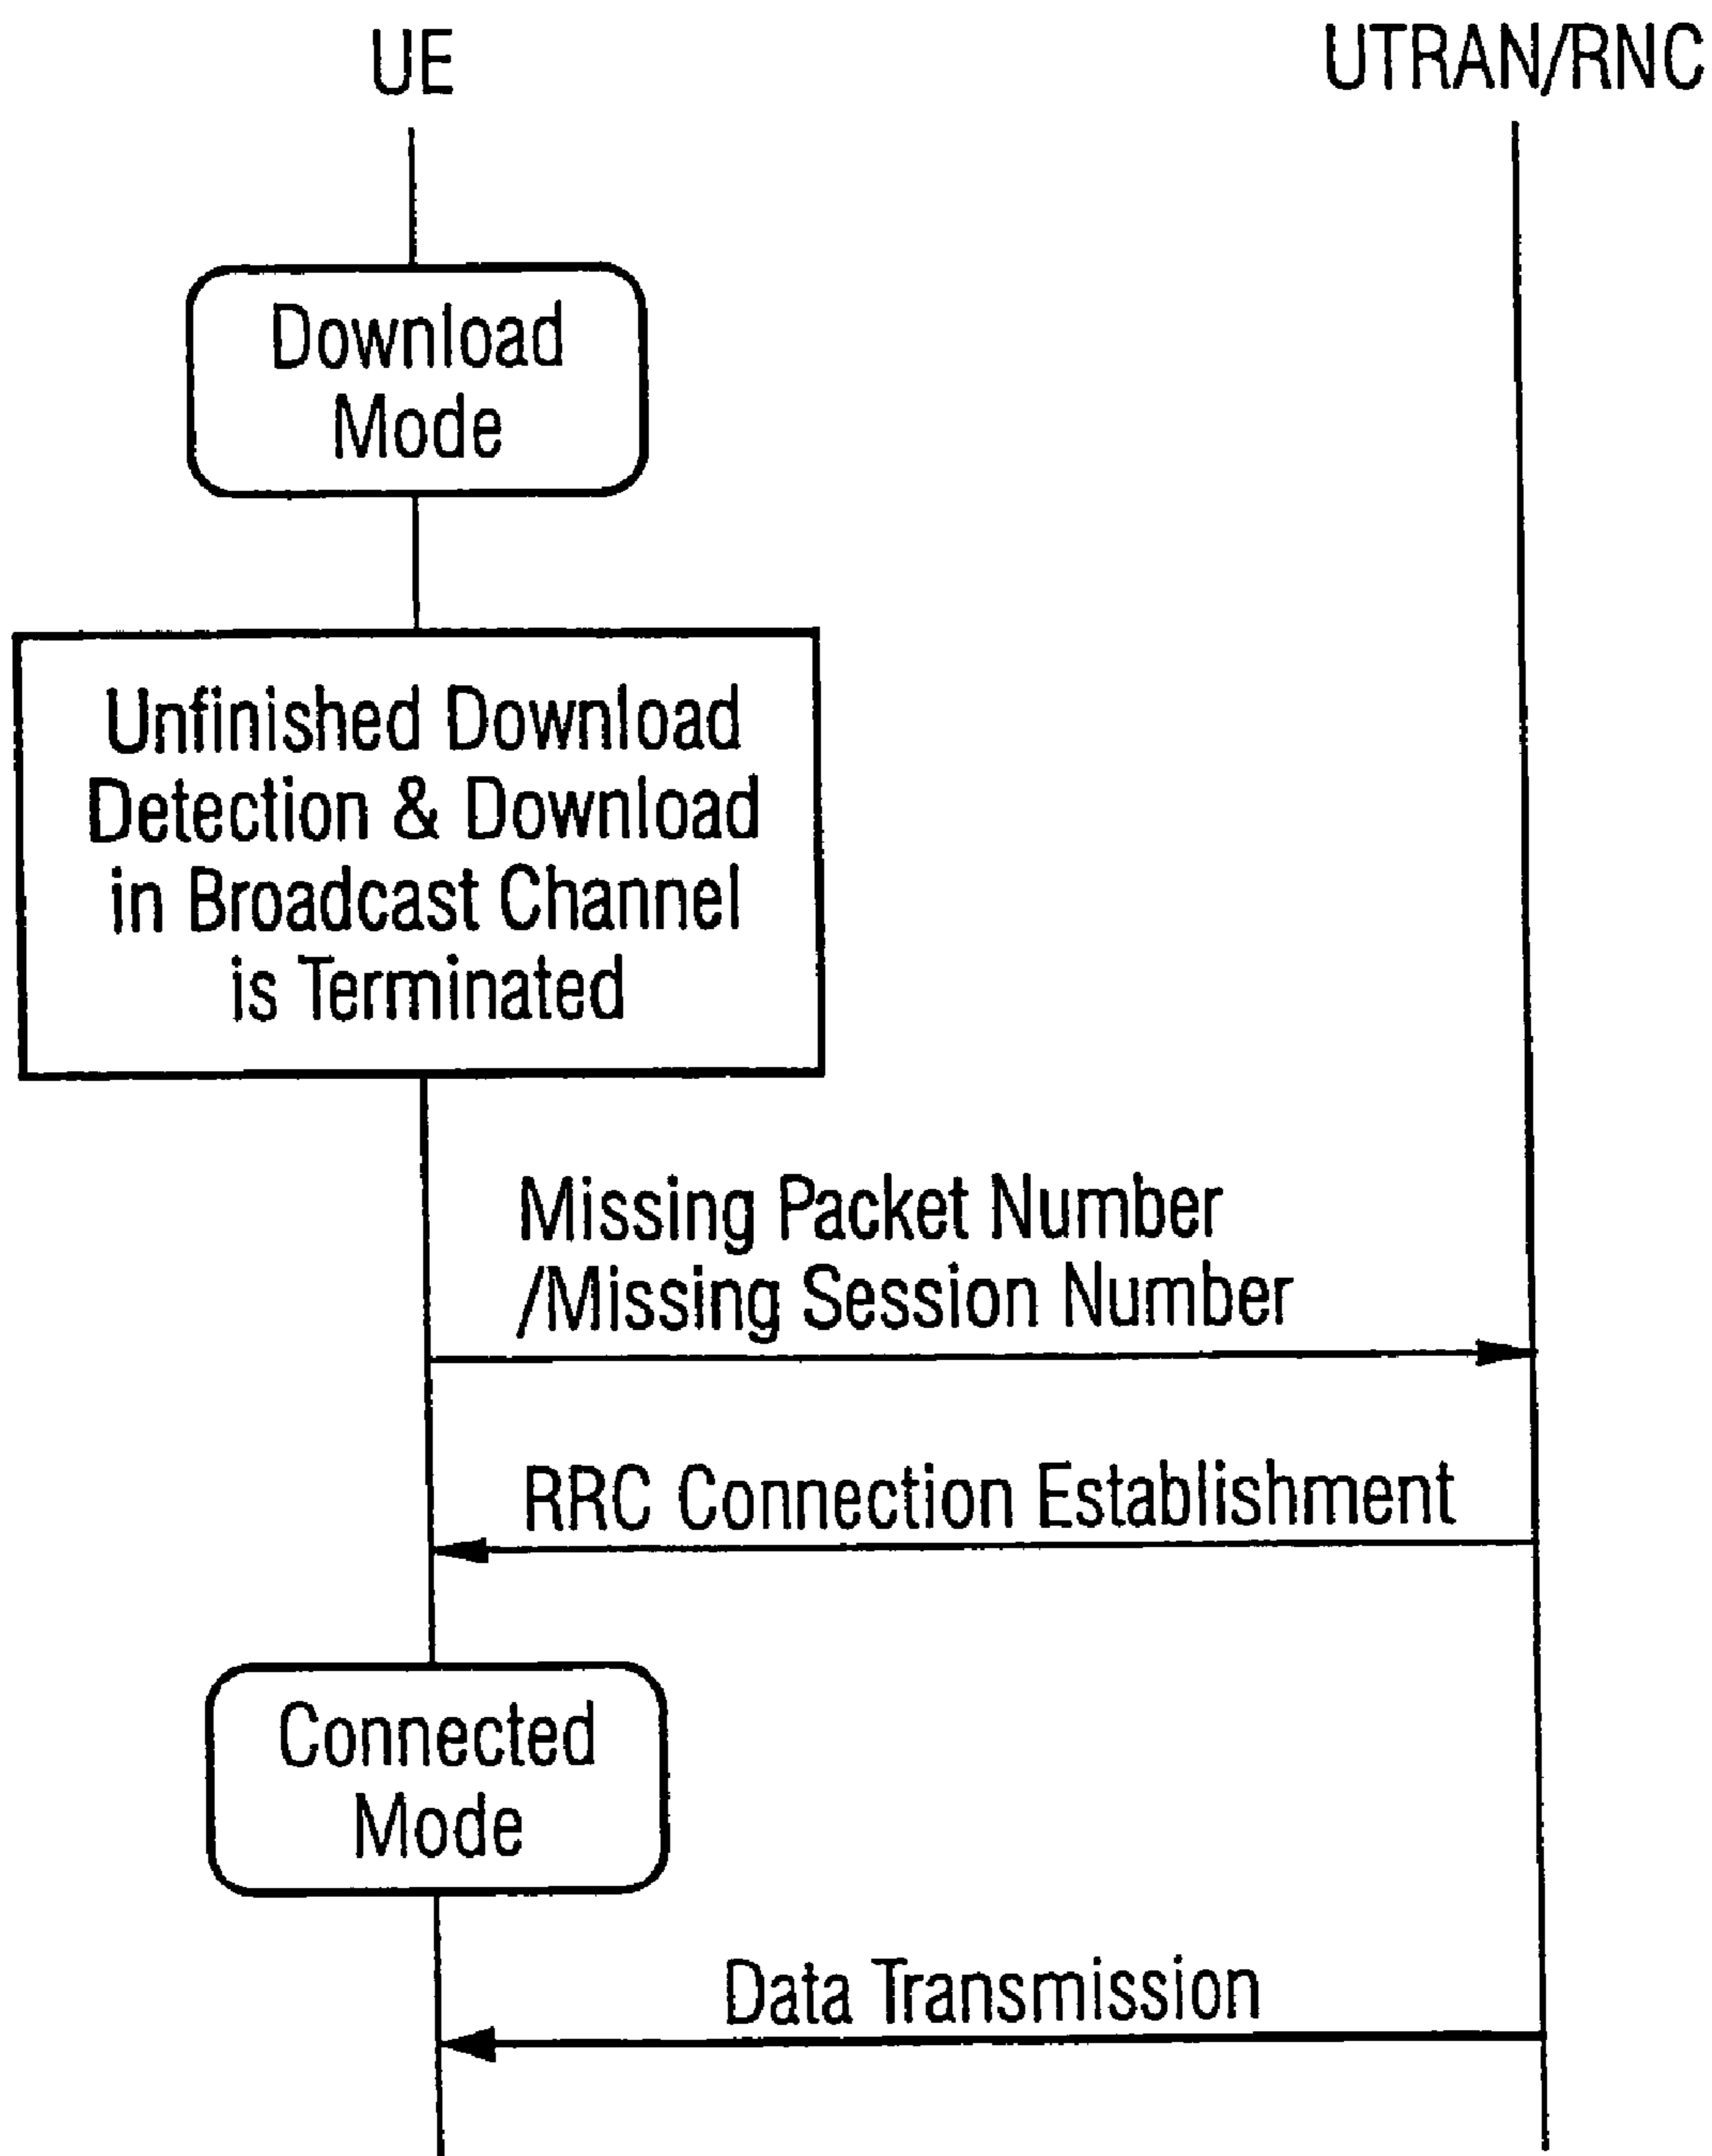 UE
UTRAN/RNC
Download
Mode
Unfinished Download
Detection & Download
in Broadcast Channel
is Terminated
Missing Packet Number
/Missing Session Number
RRC Connection Establishment
Connected
Mode
Data Transmission